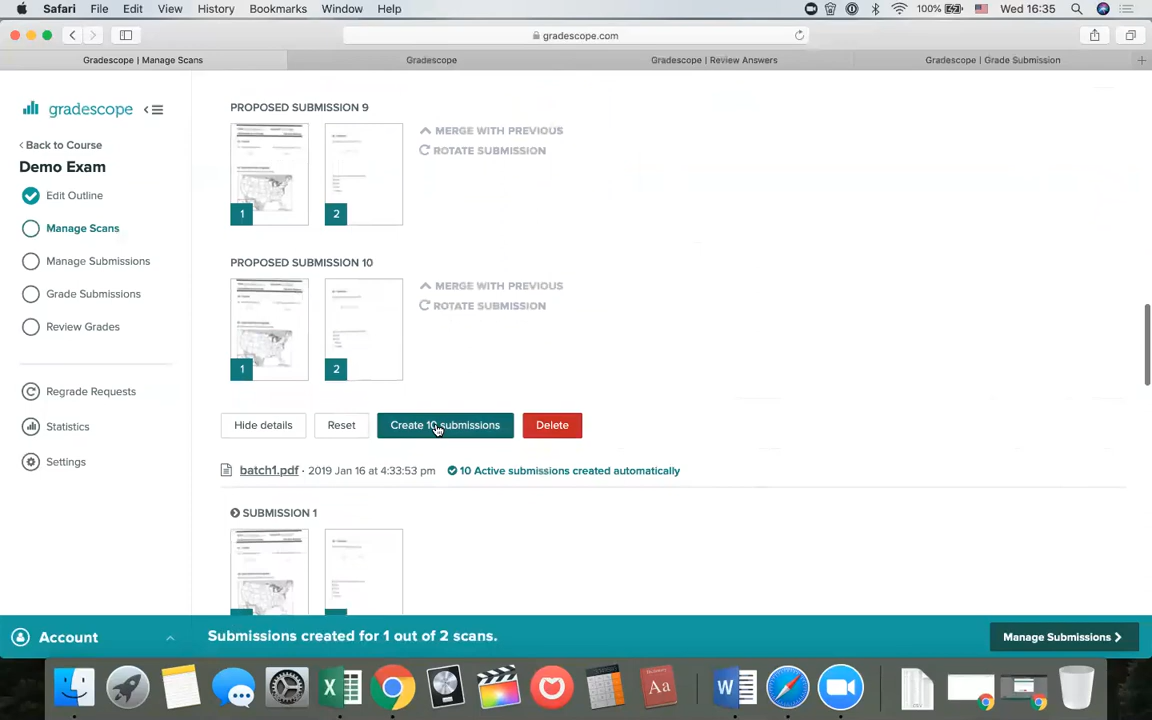 Safari File Edit View History Bookmarks Window Help 100% Wed 16:35
gradescope.com
Gradescope | Manage Scans Gradescope Gradescope | Review Answers Gradescope | Grade Submission
gradescope
Back to Course
Demo Exam
Edit Outline
Manage Scans
Manage Submissions
Grade Submissions
Review Grades
Regrade Requests
Statistics
Settings
PROPOSED SUBMISSION 9
MERGE WITH PREVIOUS
ROTATE SUBMISSION
1 2
PROPOSED SUBMISSION 10
MERGE WITH PREVIOUS
ROTATE SUBMISSION
1 2
Hide details Reset Create 10 submissions Delete
batch1.pdf · 2019 Jan 16 at 4:33:53 pm 10 Active submissions created automatically
SUBMISSION 1
Account Submissions created for 1 out of 2 scans. Manage Submissions